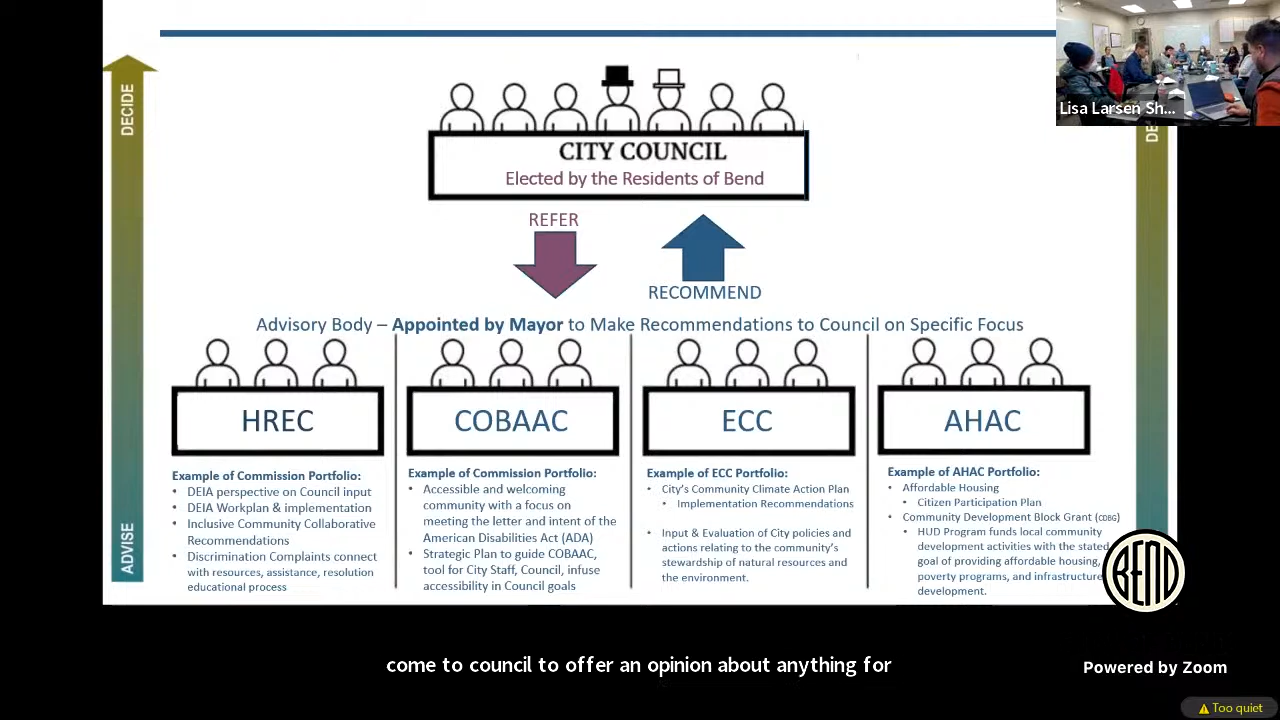 DECIDE
Lisa Larsen Sh...
DE
CITY COUNCIL
Elected by the Residents of Bend
REFER
RECOMMEND
Advisory Body – Appointed by Mayor to Make Recommendations to Council on Specific Focus
HREC
COBAAC
ECC
AHAC
Example of Commission Portfolio:
• DEIA perspective on Council input
• DEIA Workplan & implementation
• Inclusive Community Collaborative
Recommendations
• Discrimination Complaints connect
with resources, assistance, resolution
educational process
Example of Commission Portfolio:
• Accessible and welcoming
community with a focus on
meeting the letter and intent of the
American Disabilities Act (ADA)
• Strategic Plan to guide COBAAC,
tool for City Staff, Council, infuse
accessibility in Council goals
Example of ECC Portfolio:
• City's Community Climate Action Plan
• Implementation Recommendations
• Input & Evaluation of City policies and
actions relating to the community's
stewardship of natural resources and
the environment.
Example of AHAC Portfolio:
• Affordable Housing
• Citizen Participation Plan
• Community Development Block Grant (CDBG)
• HUD Program funds local community
development activities with the stated
goal of providing affordable housing,
poverty programs, and infrastructure
development.
ADVISE
BEND
come to council to offer an opinion about anything for
Powered by Zoom
Too quiet